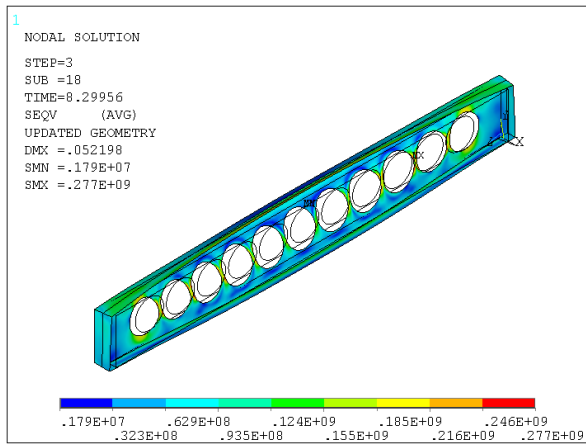 1
NODAL SOLUTION
STEP=3
SUB =18
TIME=8.29956
SEQV (AVG)
UPDATED GEOMETRY
DMX =.052198
SMN =.179E+07
SMX =.277E+09
MX
X
MN
.179E+07 .629E+08 .124E+09 .185E+09 .246E+09
.323E+08 .935E+08 .155E+09 .216E+09 .277E+09